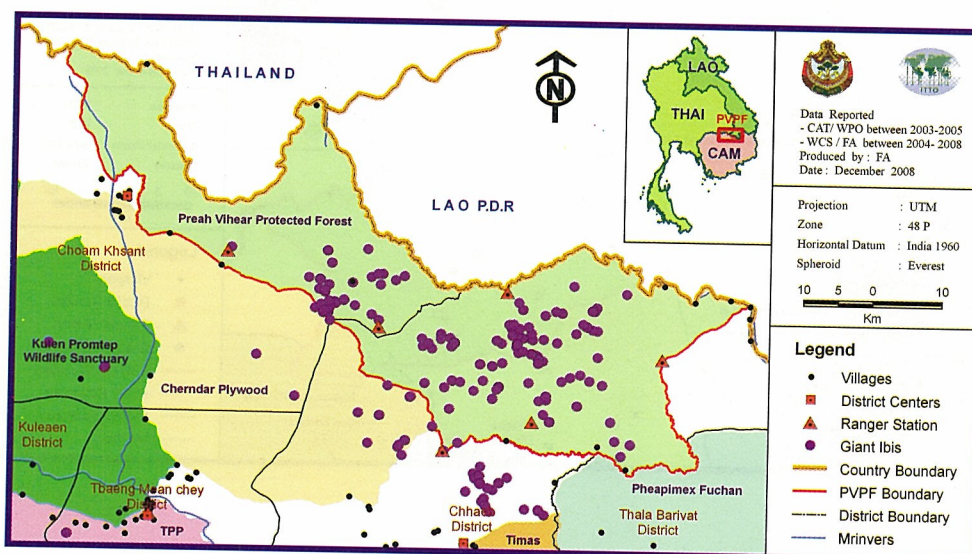 THAILAND
N
LAO P.D.R
Preah Vihear Protected Forest
Choam Khsant
District
Kulen Promtep
Wildlife Sanctuary
Cherndar Plywood
Kuleaen
District
Tbaeng Mean chey
District
TPP
Chhaeb
District
Timas
Pheapimex Fuchan
Thala Barivat
District
LAO
THAI
PVPF
CAM
ITTO
Data Reported
- CAT/ WPO between 2003-2005
- WCS / FA between 2004- 2008
Produced by : FA
Date : December 2008
Projection : UTM
Zone : 48 P
Horizontal Datum : India 1960
Spheroid : Everest
10 5 0 10
Km
Legend
Villages
District Centers
Ranger Station
Giant Ibis
Country Boundary
PVPF Boundary
District Boundary
Mrinvers